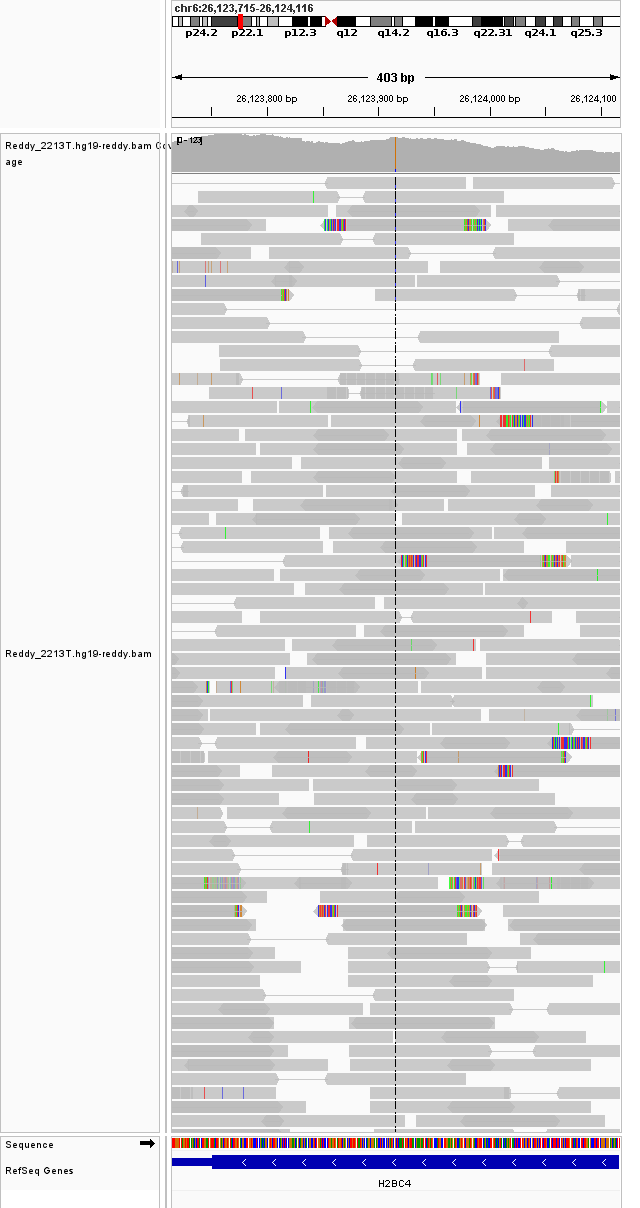 chr6:26,123,715-26,124,116
p24.2 p22.1 p12.3 q12 q14.2 q16.3 q22.31 q24.1 q25.3
403 bp
26,123,800 bp 26,123,900 bp 26,124,000 bp 26,124,100
Reddy_2213T.hg19-reddy.bam Cov
[0 - 123]
age
Reddy_2213T.hg19-reddy.bam
Sequence
RefSeq Genes
H2BC4